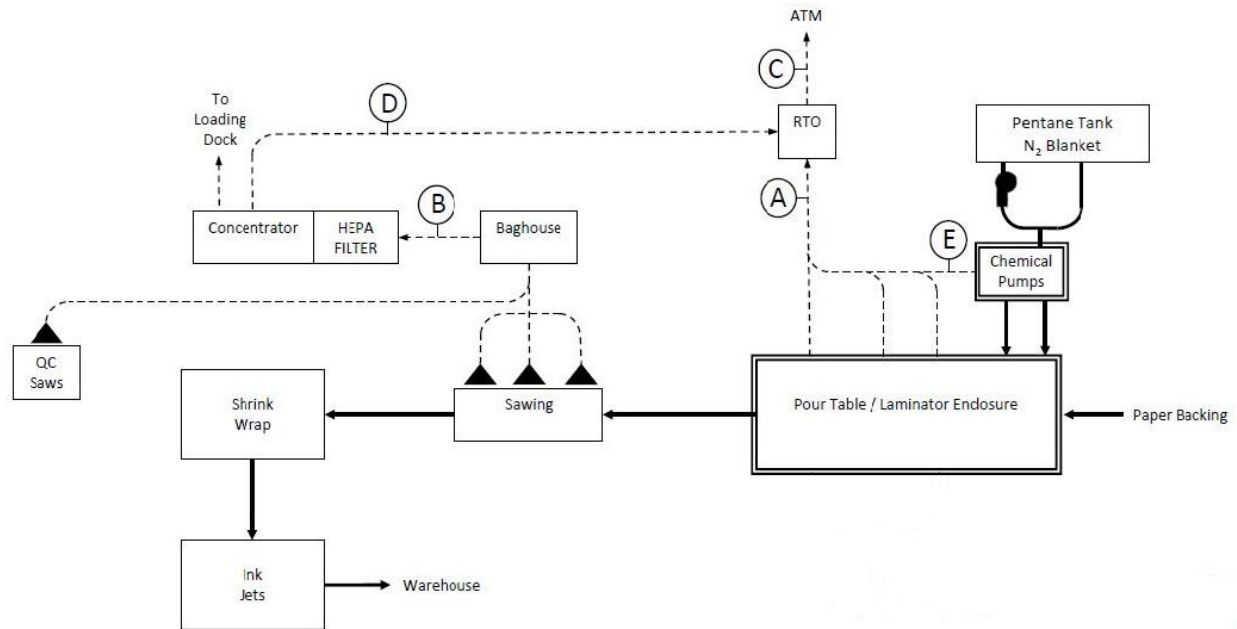 ATM
C
To
Loading
Dock
D
RTO
Pentane Tank
N₂ Blanket
A
Concentrator
HEPA
FILTER
B
Baghouse
E
Chemical
Pumps
QC
Saws
Shrink
Wrap
Sawing
Pour Table / Laminator Endosure
Paper Backing
Ink
Jets
Warehouse